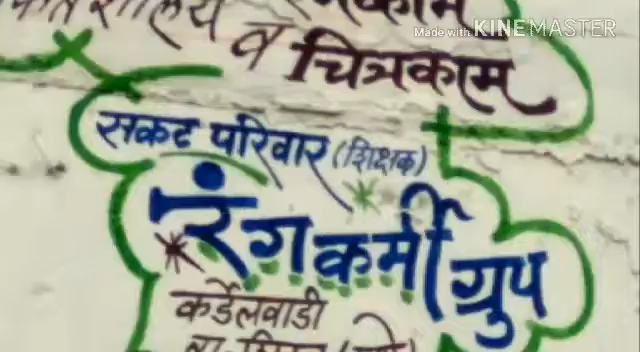 Made with KINEMASTER
व चित्रकाम
सकट परिवार (शिक्षक)
रंगकर्मी ग्रुप
कर्डेलवाडी